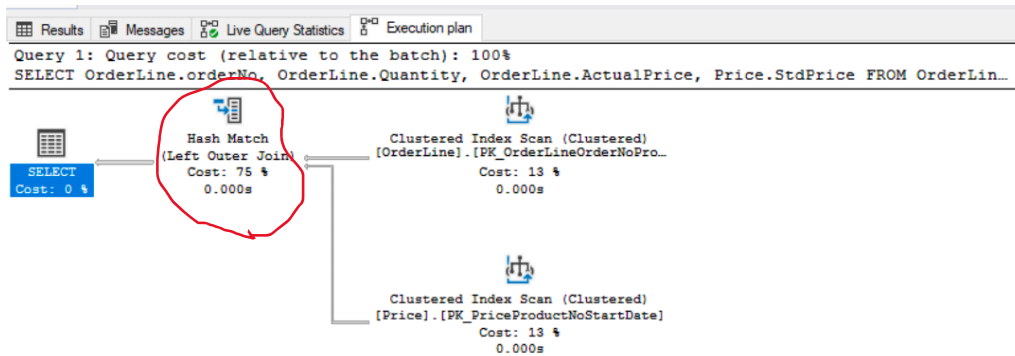 Results Messages Live Query Statistics Execution plan
Query 1: Query cost (relative to the batch): 100%
SELECT OrderLine.orderNo, OrderLine.Quantity, OrderLine.ActualPrice, Price.StdPrice FROM OrderLin…
Hash Match
(Left Outer Join)
Cost: 75 %
0.000s
Clustered Index Scan (Clustered)
[OrderLine].[PK_OrderLineOrderNoPro…
Cost: 13 %
0.000s
SELECT
Cost: 0 %
Clustered Index Scan (Clustered)
[Price].[PK_PriceProductNoStartDate]
Cost: 13 %
0.000s